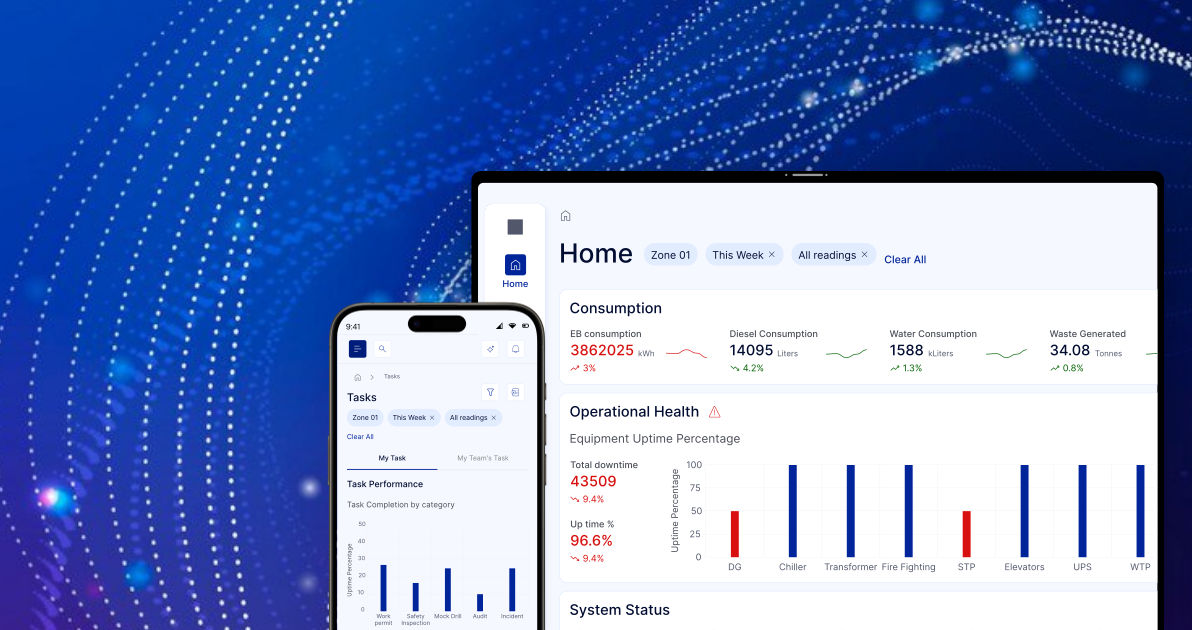 Home
Home
Zone 01
This Week
All readings
Clear All
Consumption
EB consumption
3862025 kWh
3%
Diesel Consumption
14095 Liters
4.2%
Water Consumption
1588 kLiters
1.3%
Waste Generated
34.08 Tonnes
0.8%
Operational Health
Equipment Uptime Percentage
Total downtime
43509
9.4%
Up time %
96.6%
9.4%
Uptime Percentage
100
75
50
25
0
DG
Chiller
Transformer
Fire Fighting
STP
Elevators
UPS
WTP
System Status
9:41
Tasks
Tasks
Zone 01
This Week
All readings
Clear All
My Task
My Team's Task
Task Performance
Task Completion by category
Uptime Percentage
50
40
30
20
10
0
Work
permit
Safety
Inspection
Mock Drill
Audit
Incident